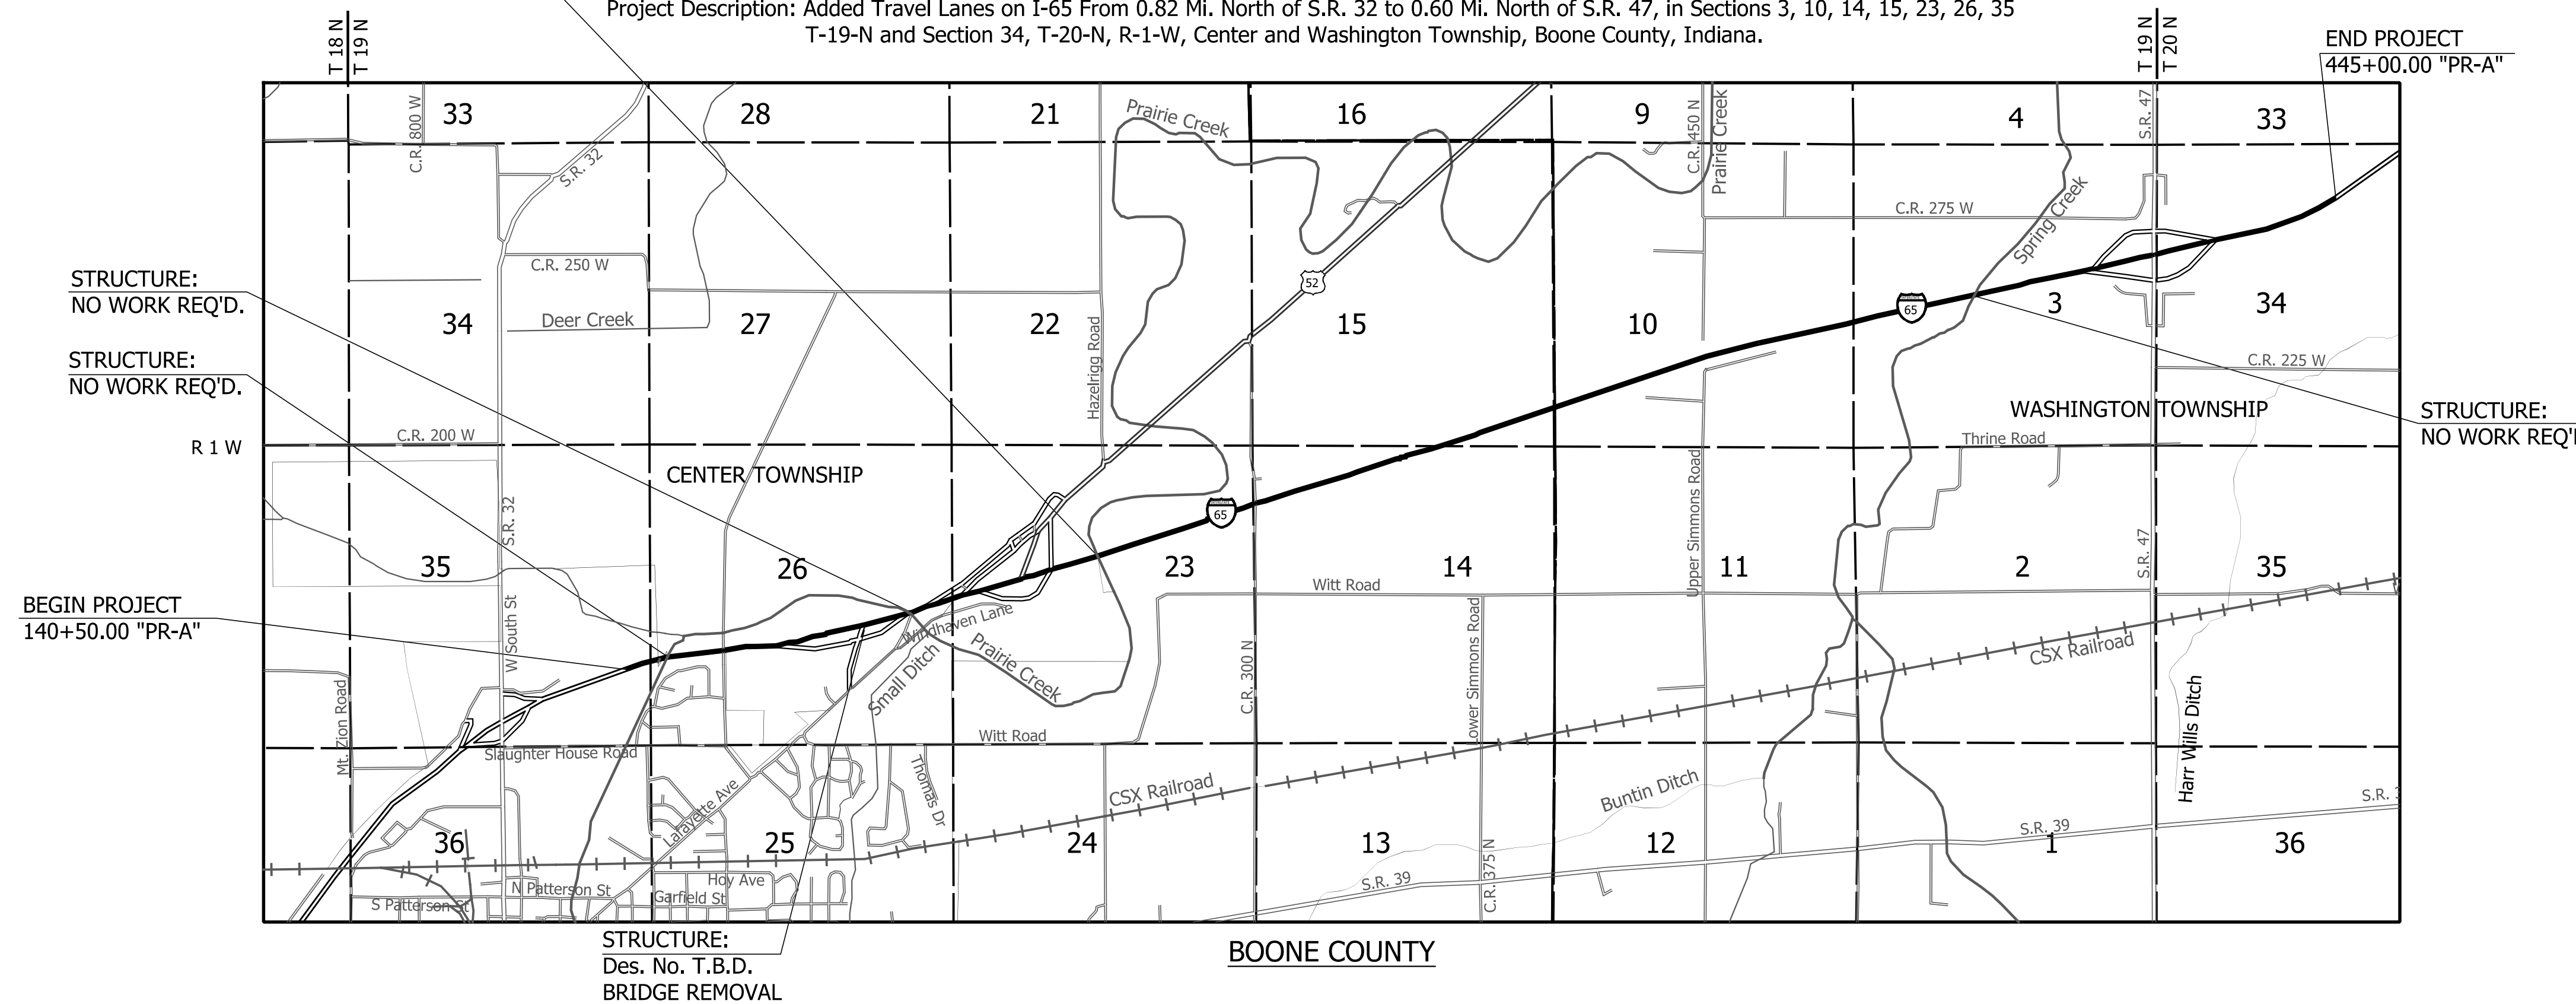 Project Description: Added Travel Lanes on I-65 From 0.82 Mi. North of S.R. 32 to 0.60 Mi. North of S.R. 47, in Sections 3, 10, 14, 15, 23, 26, 35
T-19-N and Section 34, T-20-N, R-1-W, Center and Washington Township, Boone County, Indiana.
T 18 N
T 19 N
T 19 N
T 20 N
END PROJECT
445+00.00 "PR-A"
33
28
21
16
9
4
33
C.R. 800 W
S.R. 32
Prairie Creek
C.R. 450 N
Prairie Creek
S.R. 47
C.R. 275 W
Spring Creek
C.R. 250 W
STRUCTURE:
NO WORK REQ'D.
52
65
34
Deer Creek
27
22
Hazelrigg Road
15
10
3
34
STRUCTURE:
NO WORK REQ'D.
C.R. 225 W
WASHINGTON TOWNSHIP
STRUCTURE:
NO WORK REQ'
R 1 W
C.R. 200 W
Thrine Road
CENTER TOWNSHIP
S.R. 32
65
Upper Simmons Road
S.R. 47
35
26
23
14
11
2
35
Witt Road
BEGIN PROJECT
140+50.00 "PR-A"
W South St
Windhaven Lane
Prairie Creek
Small Ditch
C.R. 300 N
Lower Simmons Road
CSX Railroad
Harr Wills Ditch
Mt. Zion Road
Slaughter House Road
Witt Road
Thomas Dr
Lafayette Ave
CSX Railroad
Buntin Ditch
S.R. 3
S.R. 39
36
25
24
13
12
1
36
C.R. 375 N
S.R. 39
N Patterson St
Hoy Ave
Garfield St
S Patterson St
STRUCTURE:
Des. No. T.B.D.
BRIDGE REMOVAL
BOONE COUNTY